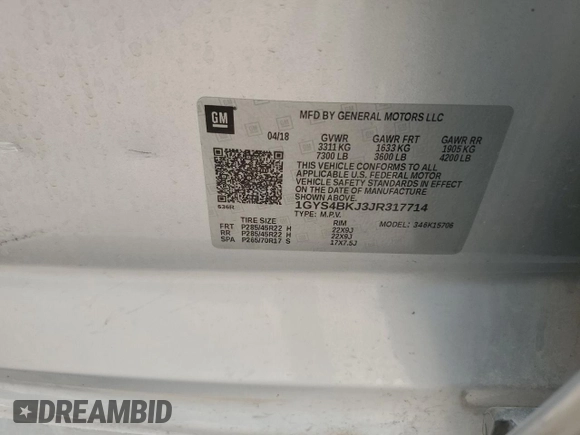 GM
MFD BY GENERAL MOTORS LLC
04/18 GVWR GAWR FRT GAWR RR
3311 KG 1633 KG 1905 KG
7300 LB 3600 LB 4200 LB
THIS VEHICLE CONFORMS TO ALL
APPLICABLE U.S. FEDERAL MOTOR
VEHICLE SAFETY STANDARDS IN
EFFECT ON THE DATE OF MANUFACTURE
SHOWN ABOVE.
1GYS4BKJ3JR317714
TYPE: M.P.V. MODEL: 346K15706
S36R
TIRE SIZE RIM
FRT P285/45R22 H 22X9J
RR P285/45R22 H 22X9J
SPA P265/70R17 S 17X7.5J
DREAMBID